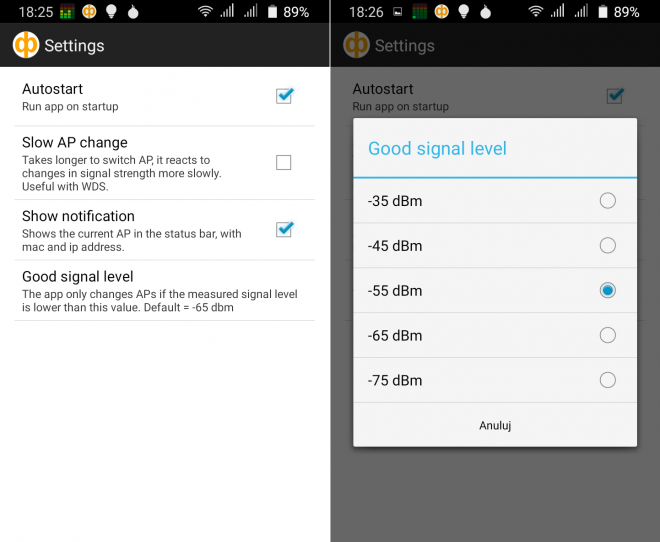 18:25 89%
Settings
Autostart
Run app on startup
Slow AP change
Takes longer to switch AP, it reacts to
changes in signal strength more slowly.
Useful with WDS.
Show notification
Shows the current AP in the status bar, with
mac and ip address.
Good signal level
The app only changes APs if the measured signal level
is lower than this value. Default = -65 dbm
18:26 89%
Settings
Autostart
Run app on startup
Good signal level
-35 dBm
-45 dBm
-55 dBm
-65 dBm
-75 dBm
Anuluj